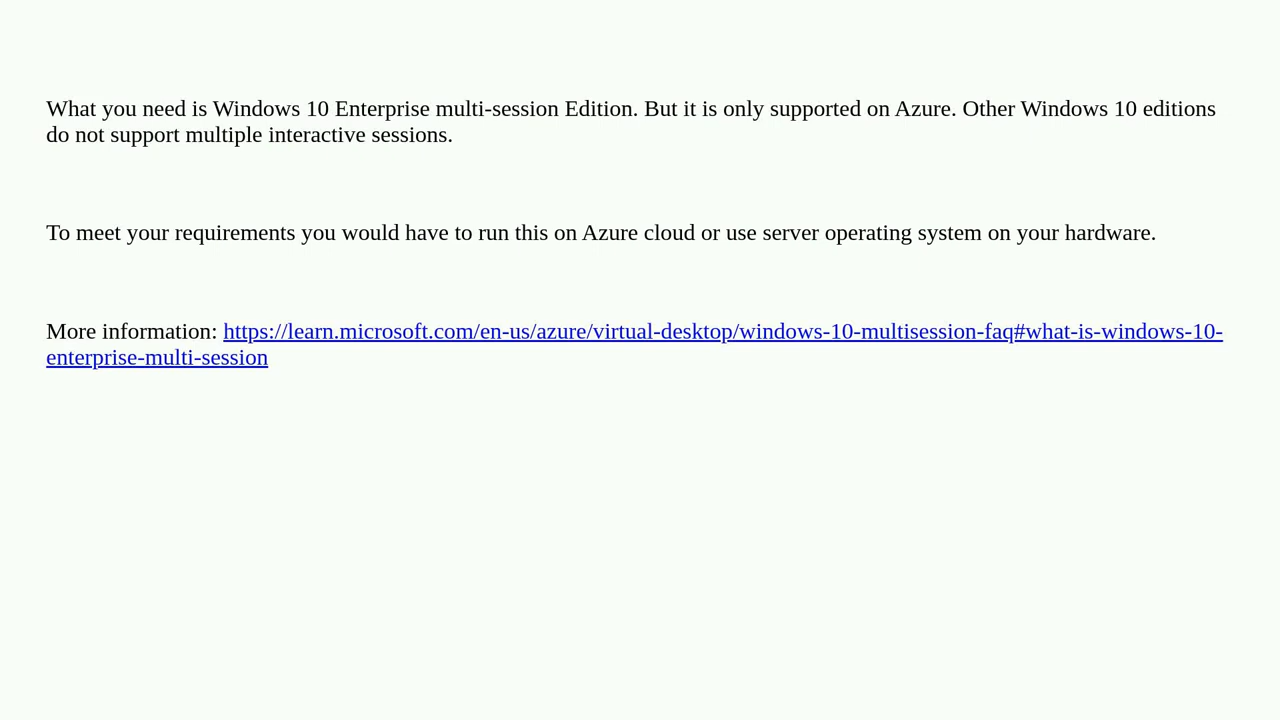 What you need is Windows 10 Enterprise multi-session Edition. But it is only supported on Azure. Other Windows 10 editions
do not support multiple interactive sessions.
To meet your requirements you would have to run this on Azure cloud or use server operating system on your hardware.
More information: https://learn.microsoft.com/en-us/azure/virtual-desktop/windows-10-multisession-faq#what-is-windows-10-
enterprise-multi-session